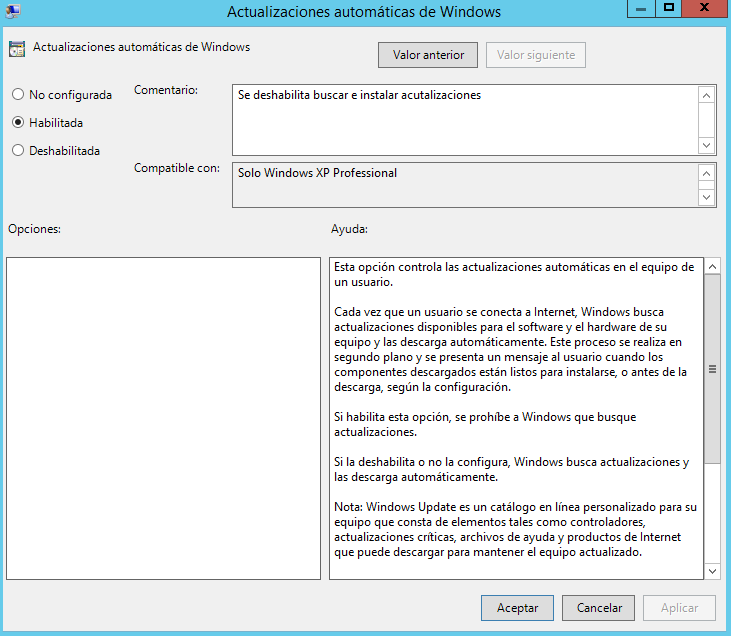 Actualizaciones automáticas de Windows
Actualizaciones automáticas de Windows
Valor anterior
Valor siguiente
No configurada
Habilitada
Deshabilitada
Comentario:
Se deshabilita buscar e instalar acutalizaciones
Compatible con:
Solo Windows XP Professional
Opciones:
Ayuda:
Esta opción controla las actualizaciones automáticas en el equipo de
un usuario.
Cada vez que un usuario se conecta a Internet, Windows busca
actualizaciones disponibles para el software y el hardware de su
equipo y las descarga automáticamente. Este proceso se realiza en
segundo plano y se presenta un mensaje al usuario cuando los
componentes descargados están listos para instalarse, o antes de la
descarga, según la configuración.
Si habilita esta opción, se prohíbe a Windows que busque
actualizaciones.
Si la deshabilita o no la configura, Windows busca actualizaciones y
las descarga automáticamente.
Nota: Windows Update es un catálogo en línea personalizado para su
equipo que consta de elementos tales como controladores,
actualizaciones críticas, archivos de ayuda y productos de Internet
que puede descargar para mantener el equipo actualizado.
Aceptar
Cancelar
Aplicar